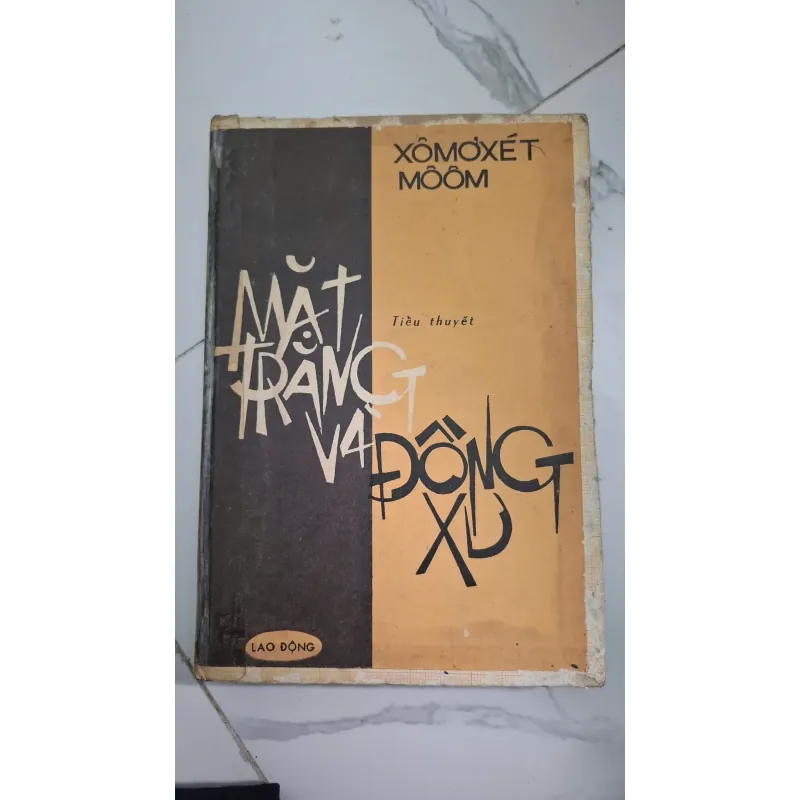 XÔMƠXÉT
MÔÔM
Tiểu thuyết
MẶT
TRĂNG
VÀ
ĐỒNG
XU
LAO ĐỘNG